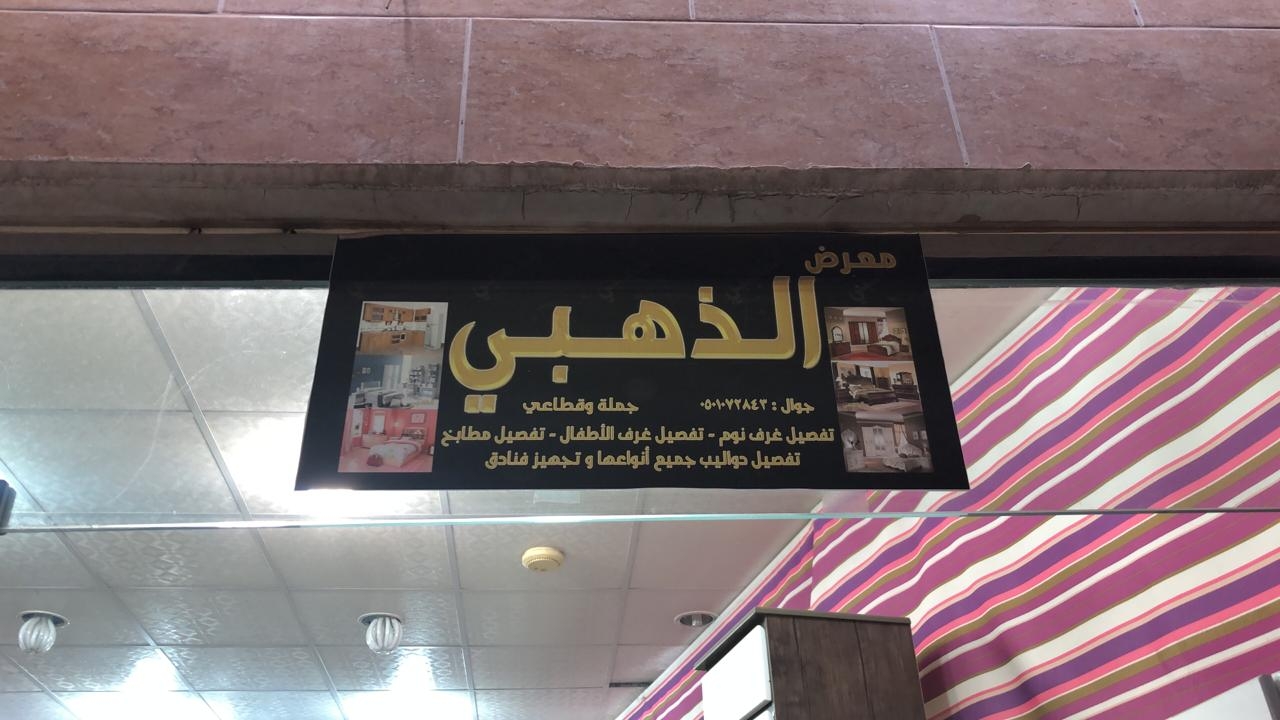 معرض
الذهبي
جوال : ٠٥٠١٠٧٢٨٤٣ جملة وقطاعي
تفصيل غرف نوم - تفصيل غرف الأطفال - تفصيل مطابخ
تفصيل دواليب جميع أنواعها و تجهيز فنادق